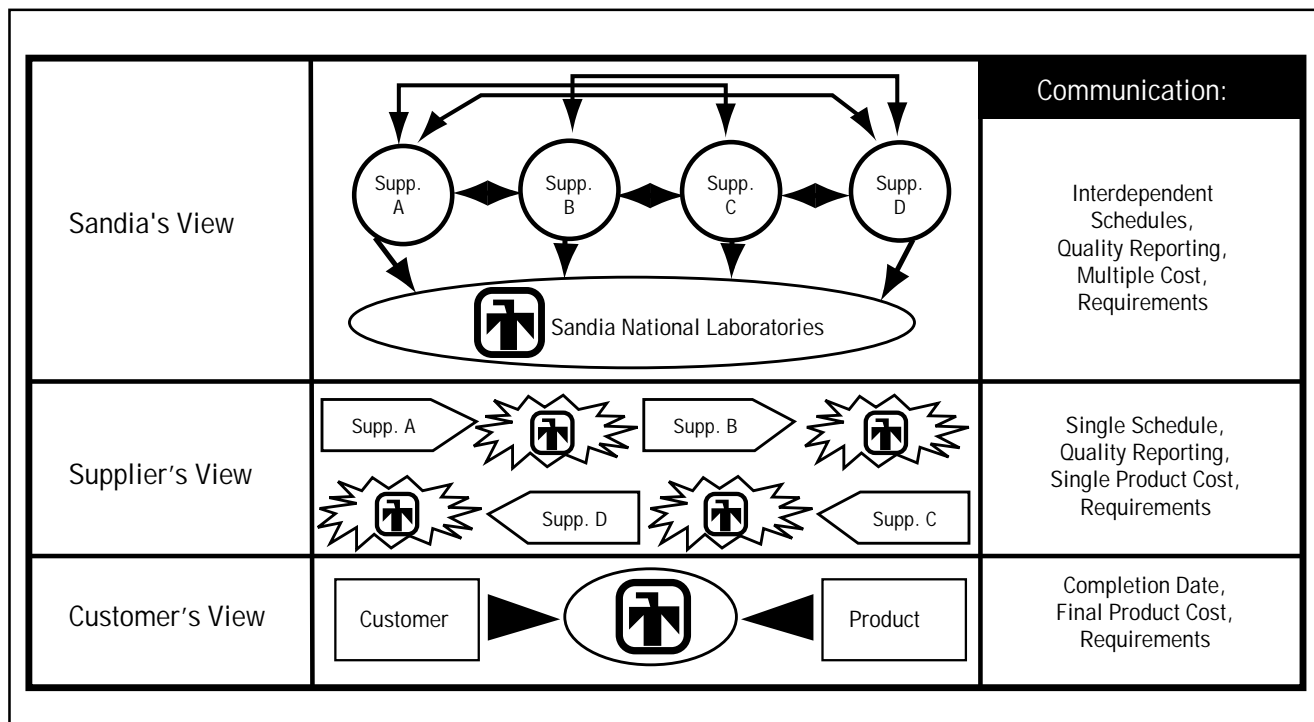 Communication:
Sandia's View
Supp.
A
Supp.
B
Supp.
C
Supp.
D
Sandia National Laboratories
Interdependent
Schedules,
Quality Reporting,
Multiple Cost,
Requirements
Supplier’s View
Supp. A
Supp. B
Supp. D
Supp. C
Single Schedule,
Quality Reporting,
Single Product Cost,
Requirements
Customer’s View
Customer
Product
Completion Date,
Final Product Cost,
Requirements